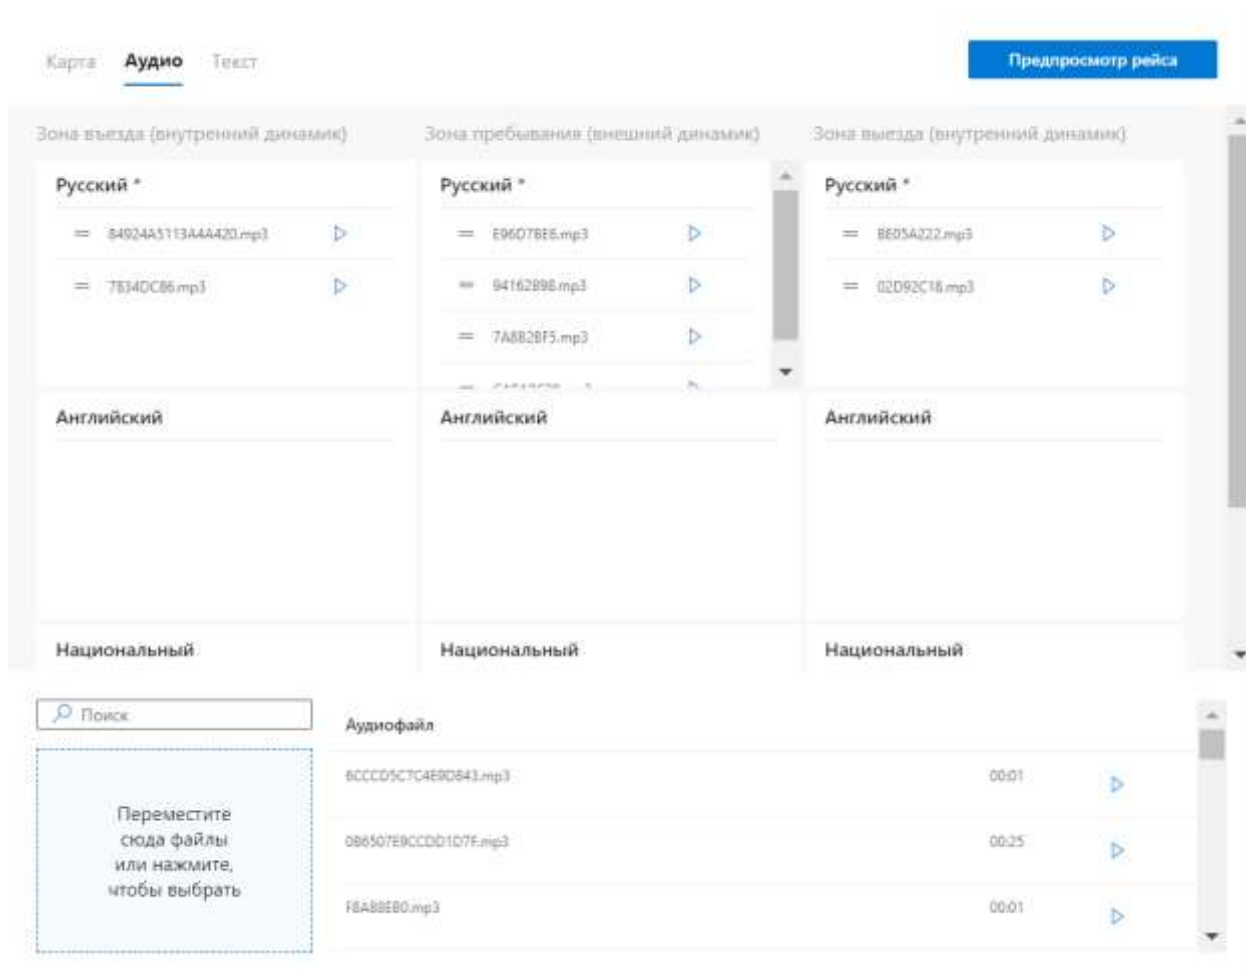 Карта Аудио Текст Предпросмотр рейса
Зона въезда (внутренний динамик) Зона пребывания (внешний динамик) Зона выезда (внутренний динамик)
Русский * Русский * Русский *
84924A5113A4A420.mp3 E96D7BE6.mp3 BE05A222.mp3
7834DC86.mp3 94162B98.mp3 02D92C18.mp3
7A8B2BF5.mp3
Английский Английский Английский
Национальный Национальный Национальный
Поиск
Аудиофайл
6CCCD5C7C4E9D843.mp3 00:01
Переместите
сюда файлы
или нажмите,
чтобы выбрать
0B6507E9CCDD1D7F.mp3 00:25
F8A88EB0.mp3 00:01